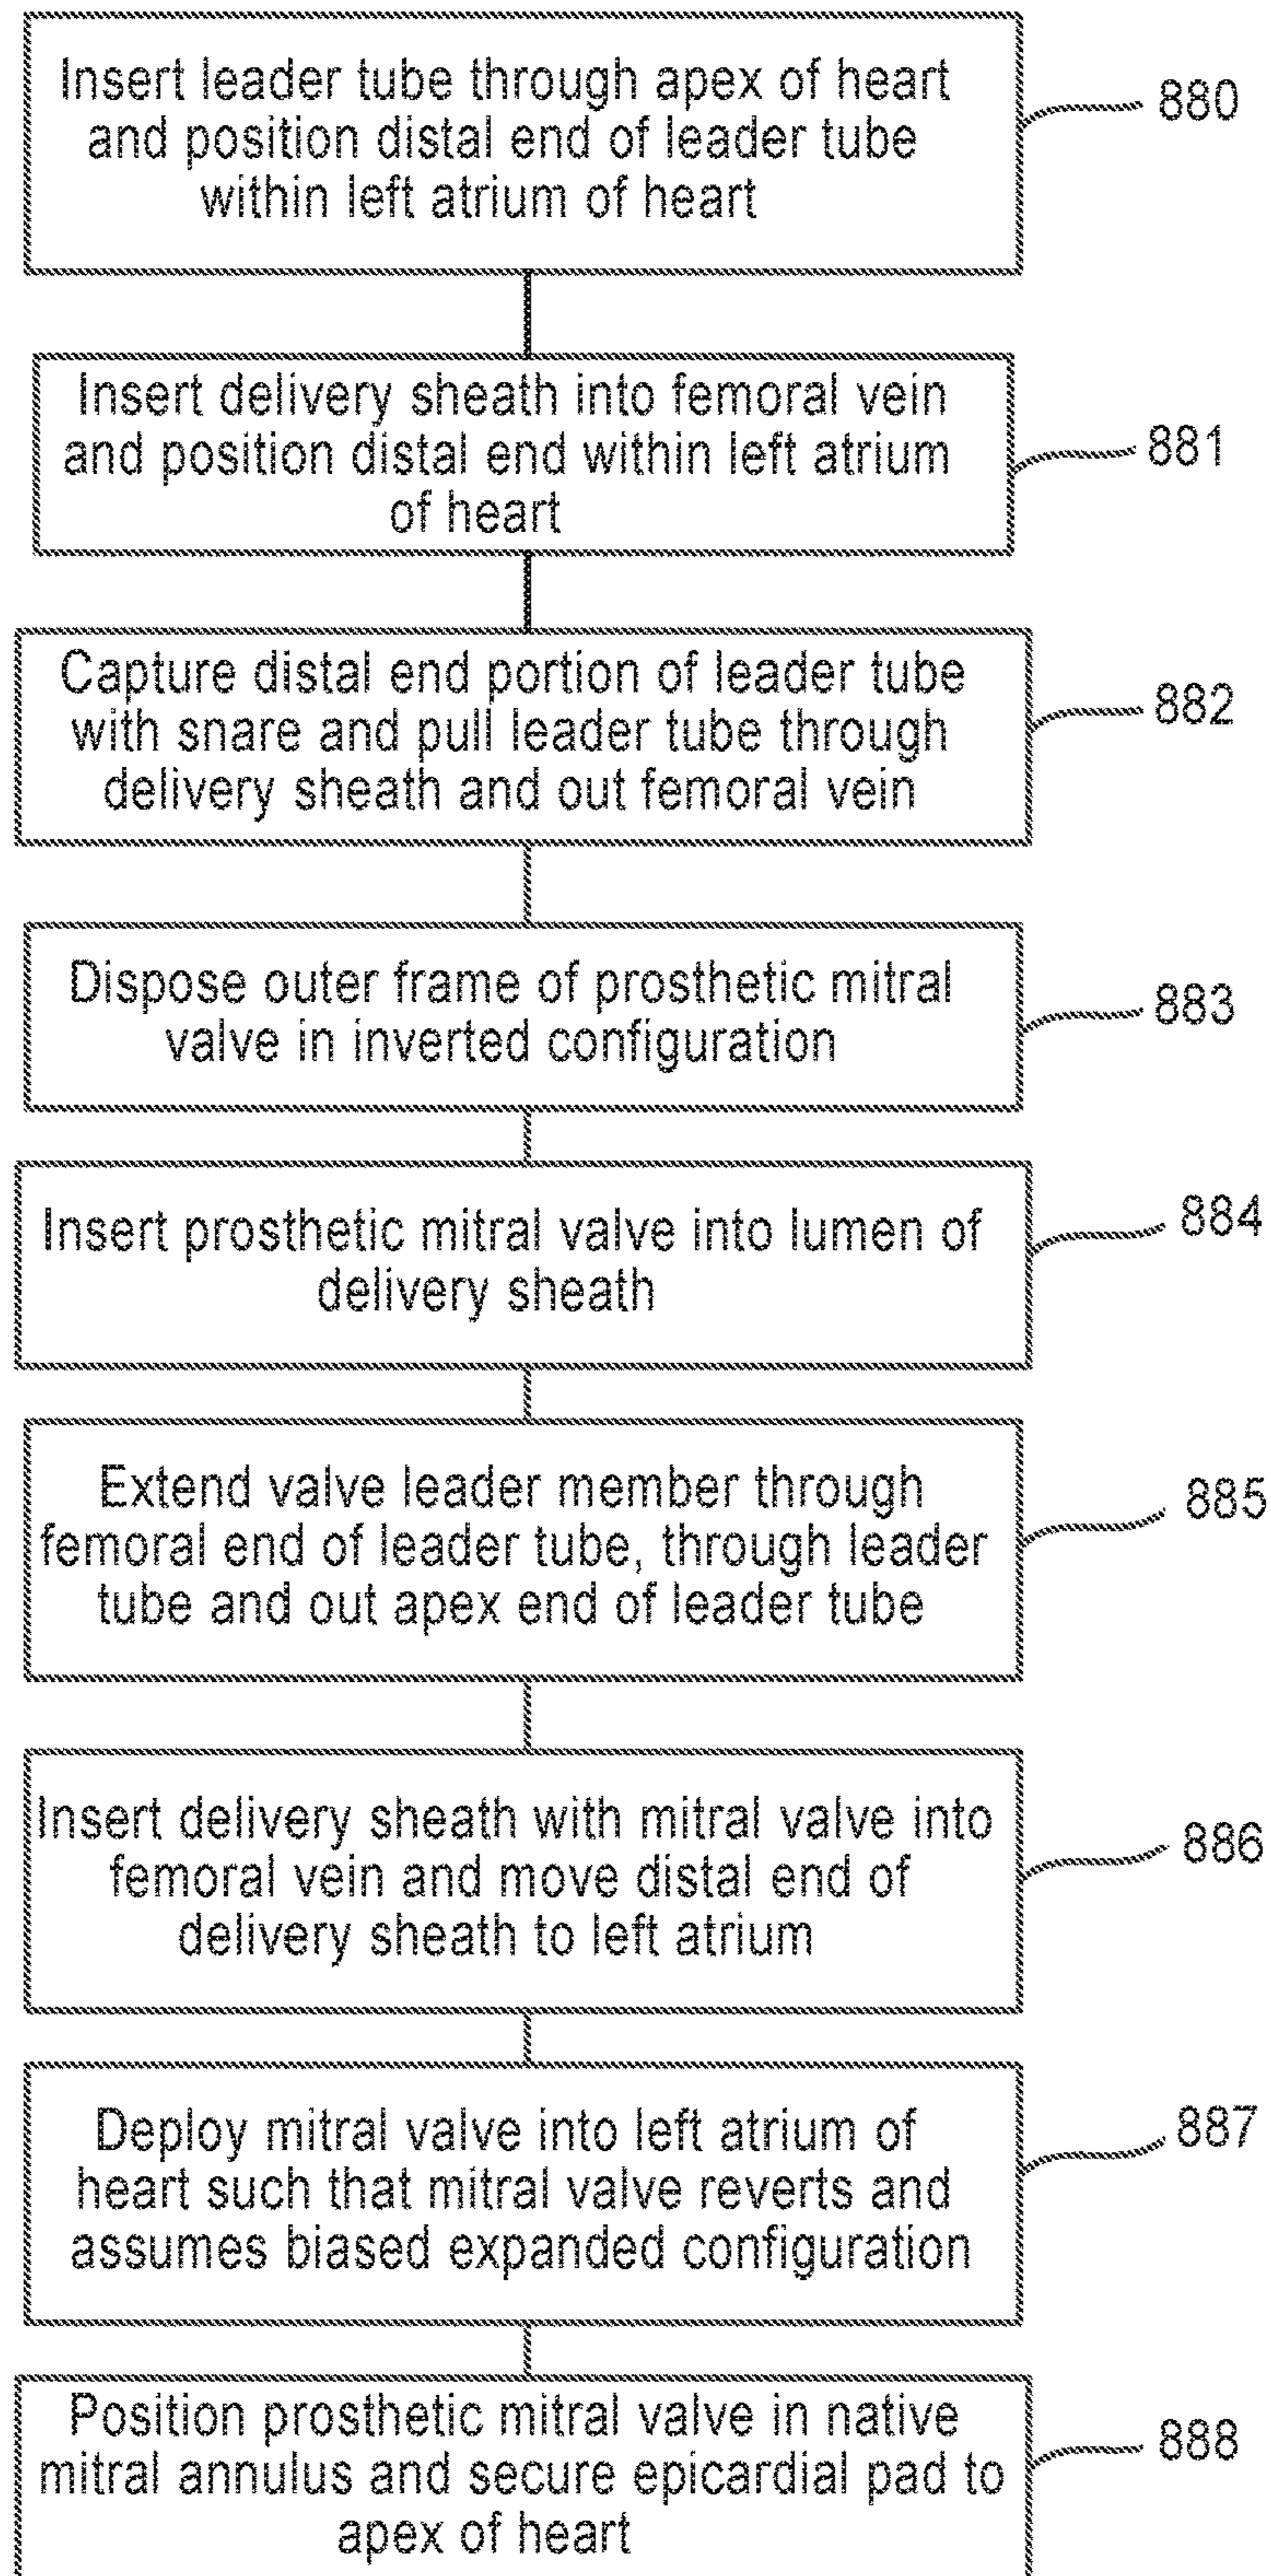 Insert leader tube through apex of heart
and position distal end of leader tube
within left atrium of heart
880
Insert delivery sheath into femoral vein
and position distal end within left atrium
of heart
881
Capture distal end portion of leader tube
with snare and pull leader tube through
delivery sheath and out femoral vein
882
Dispose outer frame of prosthetic mitral
valve in inverted configuration
883
Insert prosthetic mitral valve into lumen of
delivery sheath
884
Extend valve leader member through
femoral end of leader tube, through leader
tube and out apex end of leader tube
885
Insert delivery sheath with mitral valve into
femoral vein and move distal end of
delivery sheath to left atrium
886
Deploy mitral valve into left atrium of
heart such that mitral valve reverts and
assumes biased expanded configuration
887
Position prosthetic mitral valve in native
mitral annulus and secure epicardial pad to
apex of heart
888